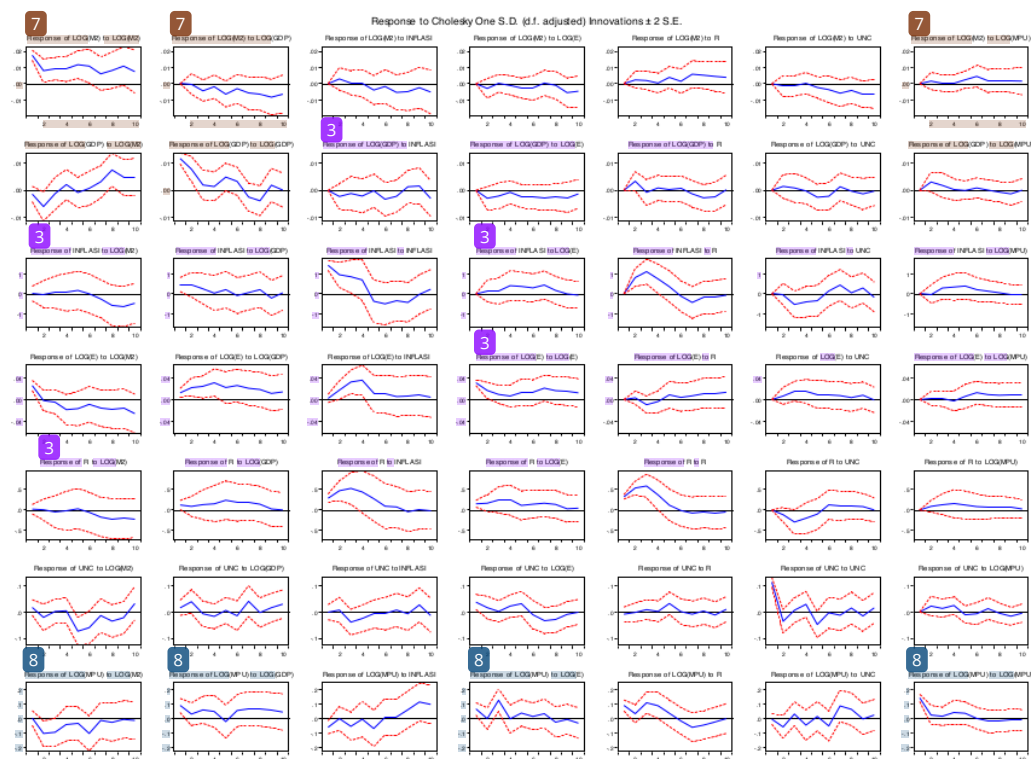 Response to Cholesky One S.D. (d.f. adjusted) Innovations ± 2 S.E.
7 7 7
Response of LOG(M2) to LOG(M2) Response of LOG(M2) to LOG(GDP) Response of LOG(M2) to INFLASI Response of LOG(M2) to LOG(E) Response of LOG(M2) to R Response of LOG(M2) to UNC Response of LOG(M2) to LOG(MPU)
3
Response of LOG(GDP) to LOG(M2) Response of LOG(GDP) to LOG(GDP) Response of LOG(GDP) to INFLASI Response of LOG(GDP) to LOG(E) Response of LOG(GDP) to R Response of LOG(GDP) to UNC Response of LOG(GDP) to LOG(MPU)
3 3
Response of INFLASI to LOG(M2) Response of INFLASI to LOG(GDP) Response of INFLASI to INFLASI Response of INFLASI to LOG(E) Response of INFLASI to R Response of INFLASI to UNC Response of INFLASI to LOG(MPU)
3
Response of LOG(E) to LOG(M2) Response of LOG(E) to LOG(GDP) Response of LOG(E) to INFLASI Response of LOG(E) to LOG(E) Response of LOG(E) to R Response of LOG(E) to UNC Response of LOG(E) to LOG(MPU)
3
Response of R to LOG(M2) Response of R to LOG(GDP) Response of R to INFLASI Response of R to LOG(E) Response of R to R Response of R to UNC Response of R to LOG(MPU)
Response of UNC to LOG(M2) Response of UNC to LOG(GDP) Response of UNC to INFLASI Response of UNC to LOG(E) Response of UNC to R Response of UNC to UNC Response of UNC to LOG(MPU)
8 8 8 8
Response of LOG(MPU) to LOG(M2) Response of LOG(MPU) to LOG(GDP) Response of LOG(MPU) to INFLASI Response of LOG(MPU) to LOG(E) Response of LOG(MPU) to R Response of LOG(MPU) to UNC Response of LOG(MPU) to LOG(MPU)